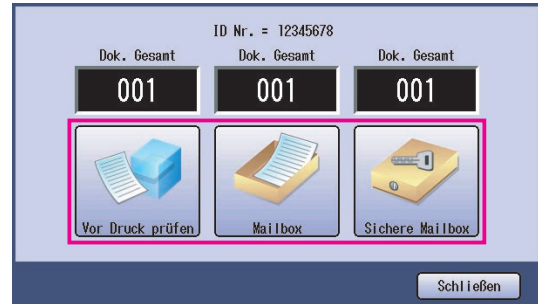 ID Nr. = 12345678
Dok. Gesamt Dok. Gesamt Dok. Gesamt
001 001 001
Vor Druck prüfen Mailbox Sichere Mailbox
Schließen